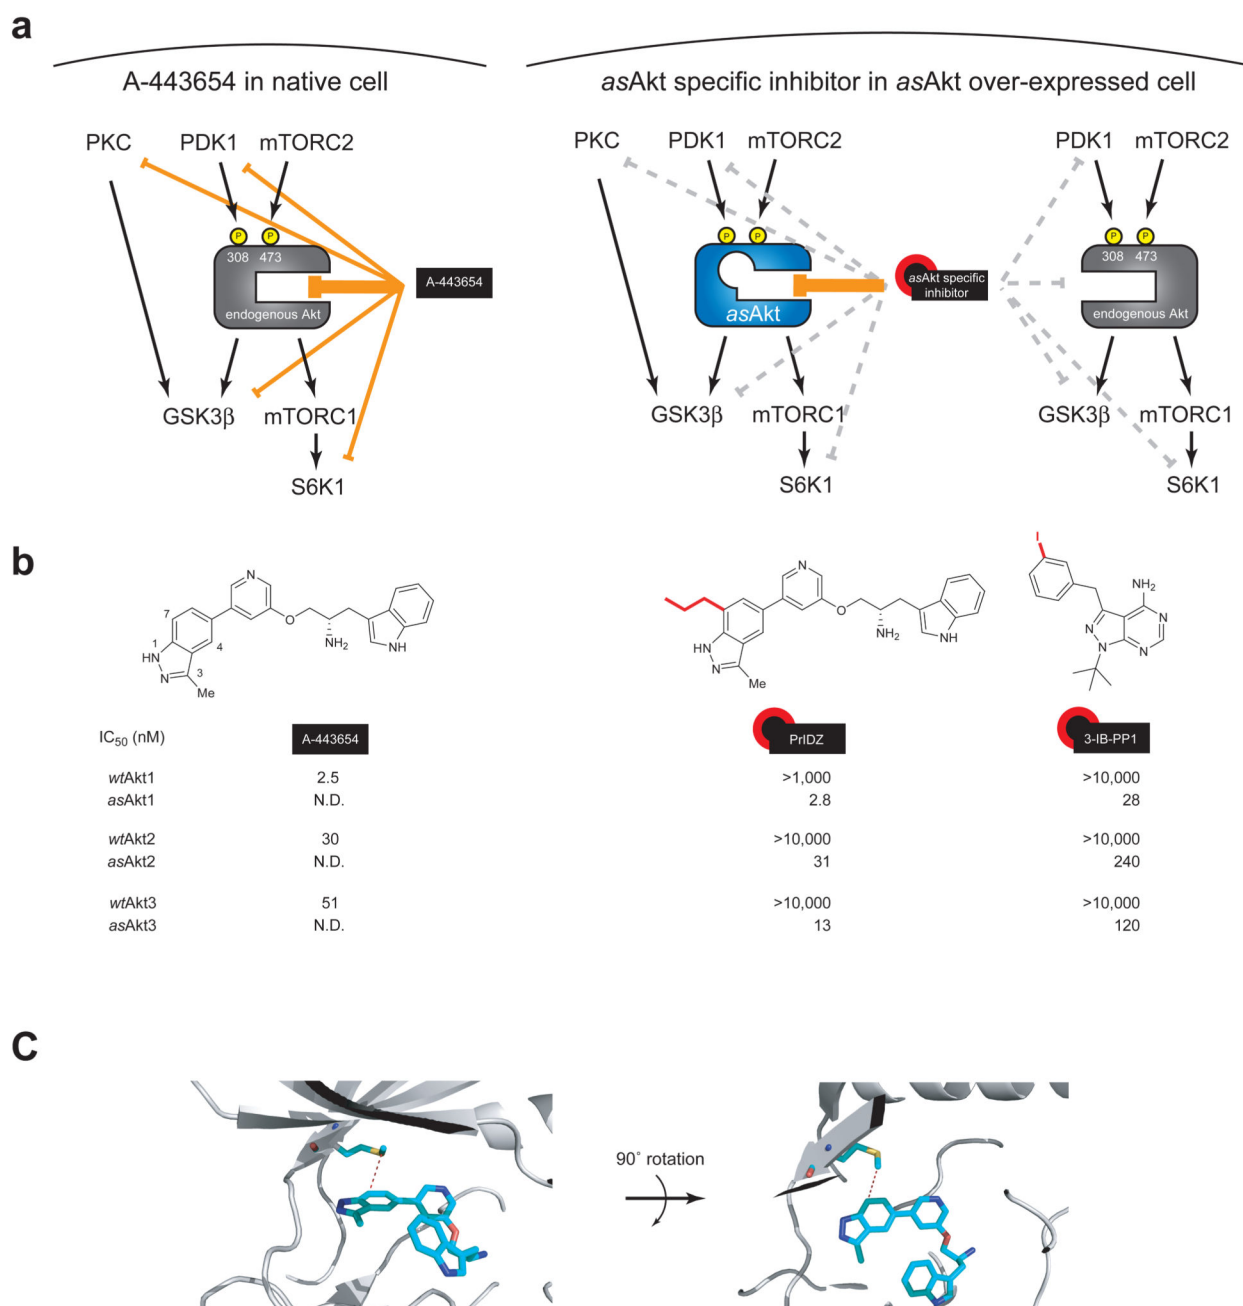 a
A-443654 in native cell
asAkt specific inhibitor in asAkt over-expressed cell
PKC PDK1 mTORC2
PKC PDK1 mTORC2
PDK1 mTORC2
P P
P P
P P
308 473
308 473
A-443654
asAkt specific
inhibitor
endogenous Akt
asAkt
endogenous Akt
GSK3β mTORC1
GSK3β mTORC1
GSK3β mTORC1
S6K1
S6K1
S6K1
b
N
7
O
1
4
NH2
NH
HN
N
3
Me
N
O
NH2
NH
HN
N
Me
I
NH2
N
N
N
N
N
IC50 (nM) A-443654 PrIDZ 3-IB-PP1
wtAkt1 2.5 >1,000 >10,000
asAkt1 N.D. 2.8 28
wtAkt2 30 >10,000 >10,000
asAkt2 N.D. 31 240
wtAkt3 51 >10,000 >10,000
asAkt3 N.D. 13 120
C
90° rotation